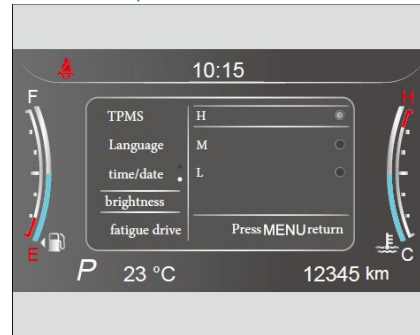 10:15
F
H
TPMS
H
Language
M
time/date
L
brightness
fatigue drive
Press MENU return
E
C
P
23 °C
12345 km